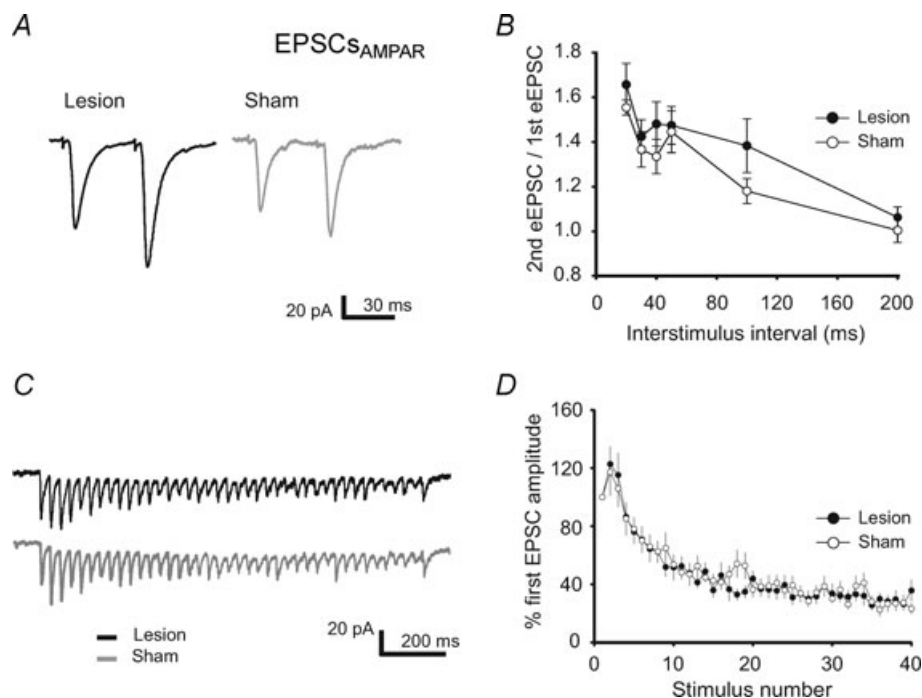 A
EPSCsAMPAR
Lesion
Sham
20 pA
30 ms
B
2nd eEPSC / 1st eEPSC
1.8
1.6
1.4
1.2
1.0
0.8
0
40
80
120
160
200
Interstimulus interval (ms)
Lesion
Sham
C
Lesion
Sham
20 pA
200 ms
D
% first EPSC amplitude
160
120
80
40
0
0
10
20
30
40
Stimulus number
Lesion
Sham